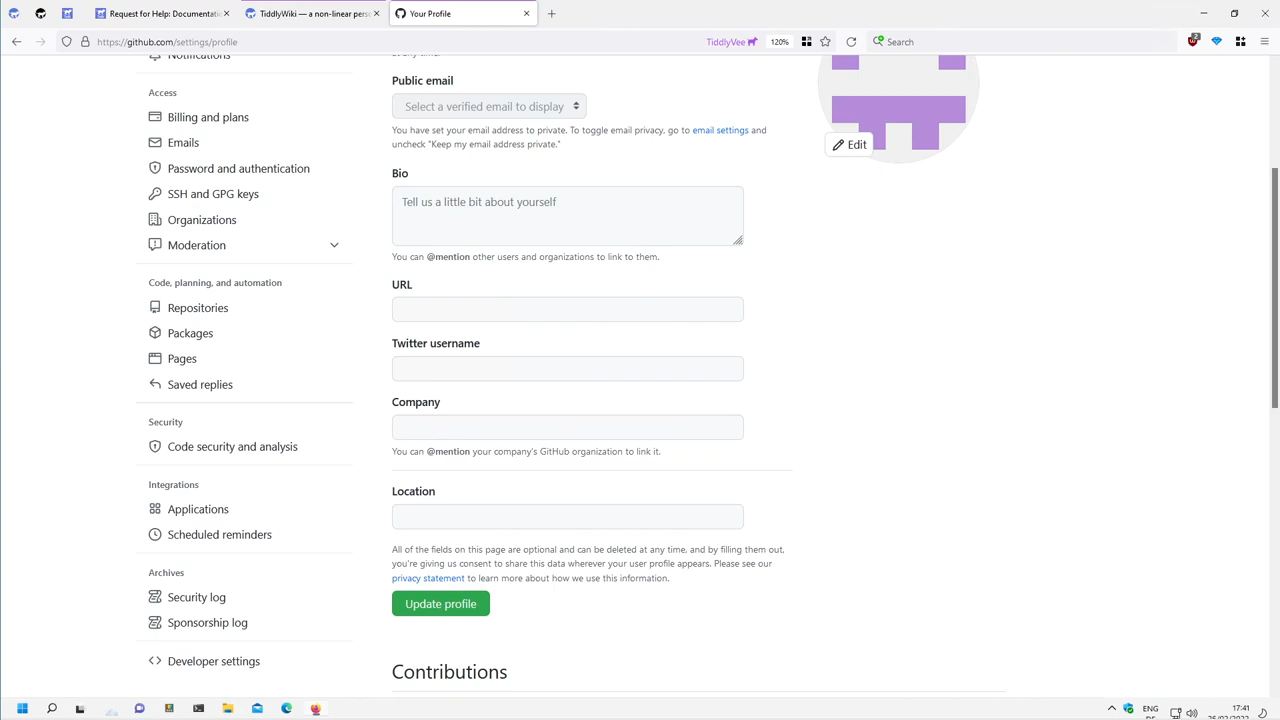 Request for Help: Documentatio
TiddlyWiki — a non-linear pers
Your Profile
https://github.com/settings/profile
TiddlyVee
120%
Search
2
Notifications
at any time.
Access
Billing and plans
Emails
Password and authentication
SSH and GPG keys
Organizations
Moderation
Code, planning, and automation
Repositories
Packages
Pages
Saved replies
Security
Code security and analysis
Integrations
Applications
Scheduled reminders
Archives
Security log
Sponsorship log
Developer settings
Public email
Select a verified email to display
You have set your email address to private. To toggle email privacy, go to email settings and
uncheck "Keep my email address private."
Edit
Bio
Tell us a little bit about yourself
You can @mention other users and organizations to link to them.
URL
Twitter username
Company
You can @mention your company's GitHub organization to link it.
Location
All of the fields on this page are optional and can be deleted at any time, and by filling them out,
you're giving us consent to share this data wherever your user profile appears. Please see our
privacy statement to learn more about how we use this information.
Update profile
Contributions
ENG
17:41